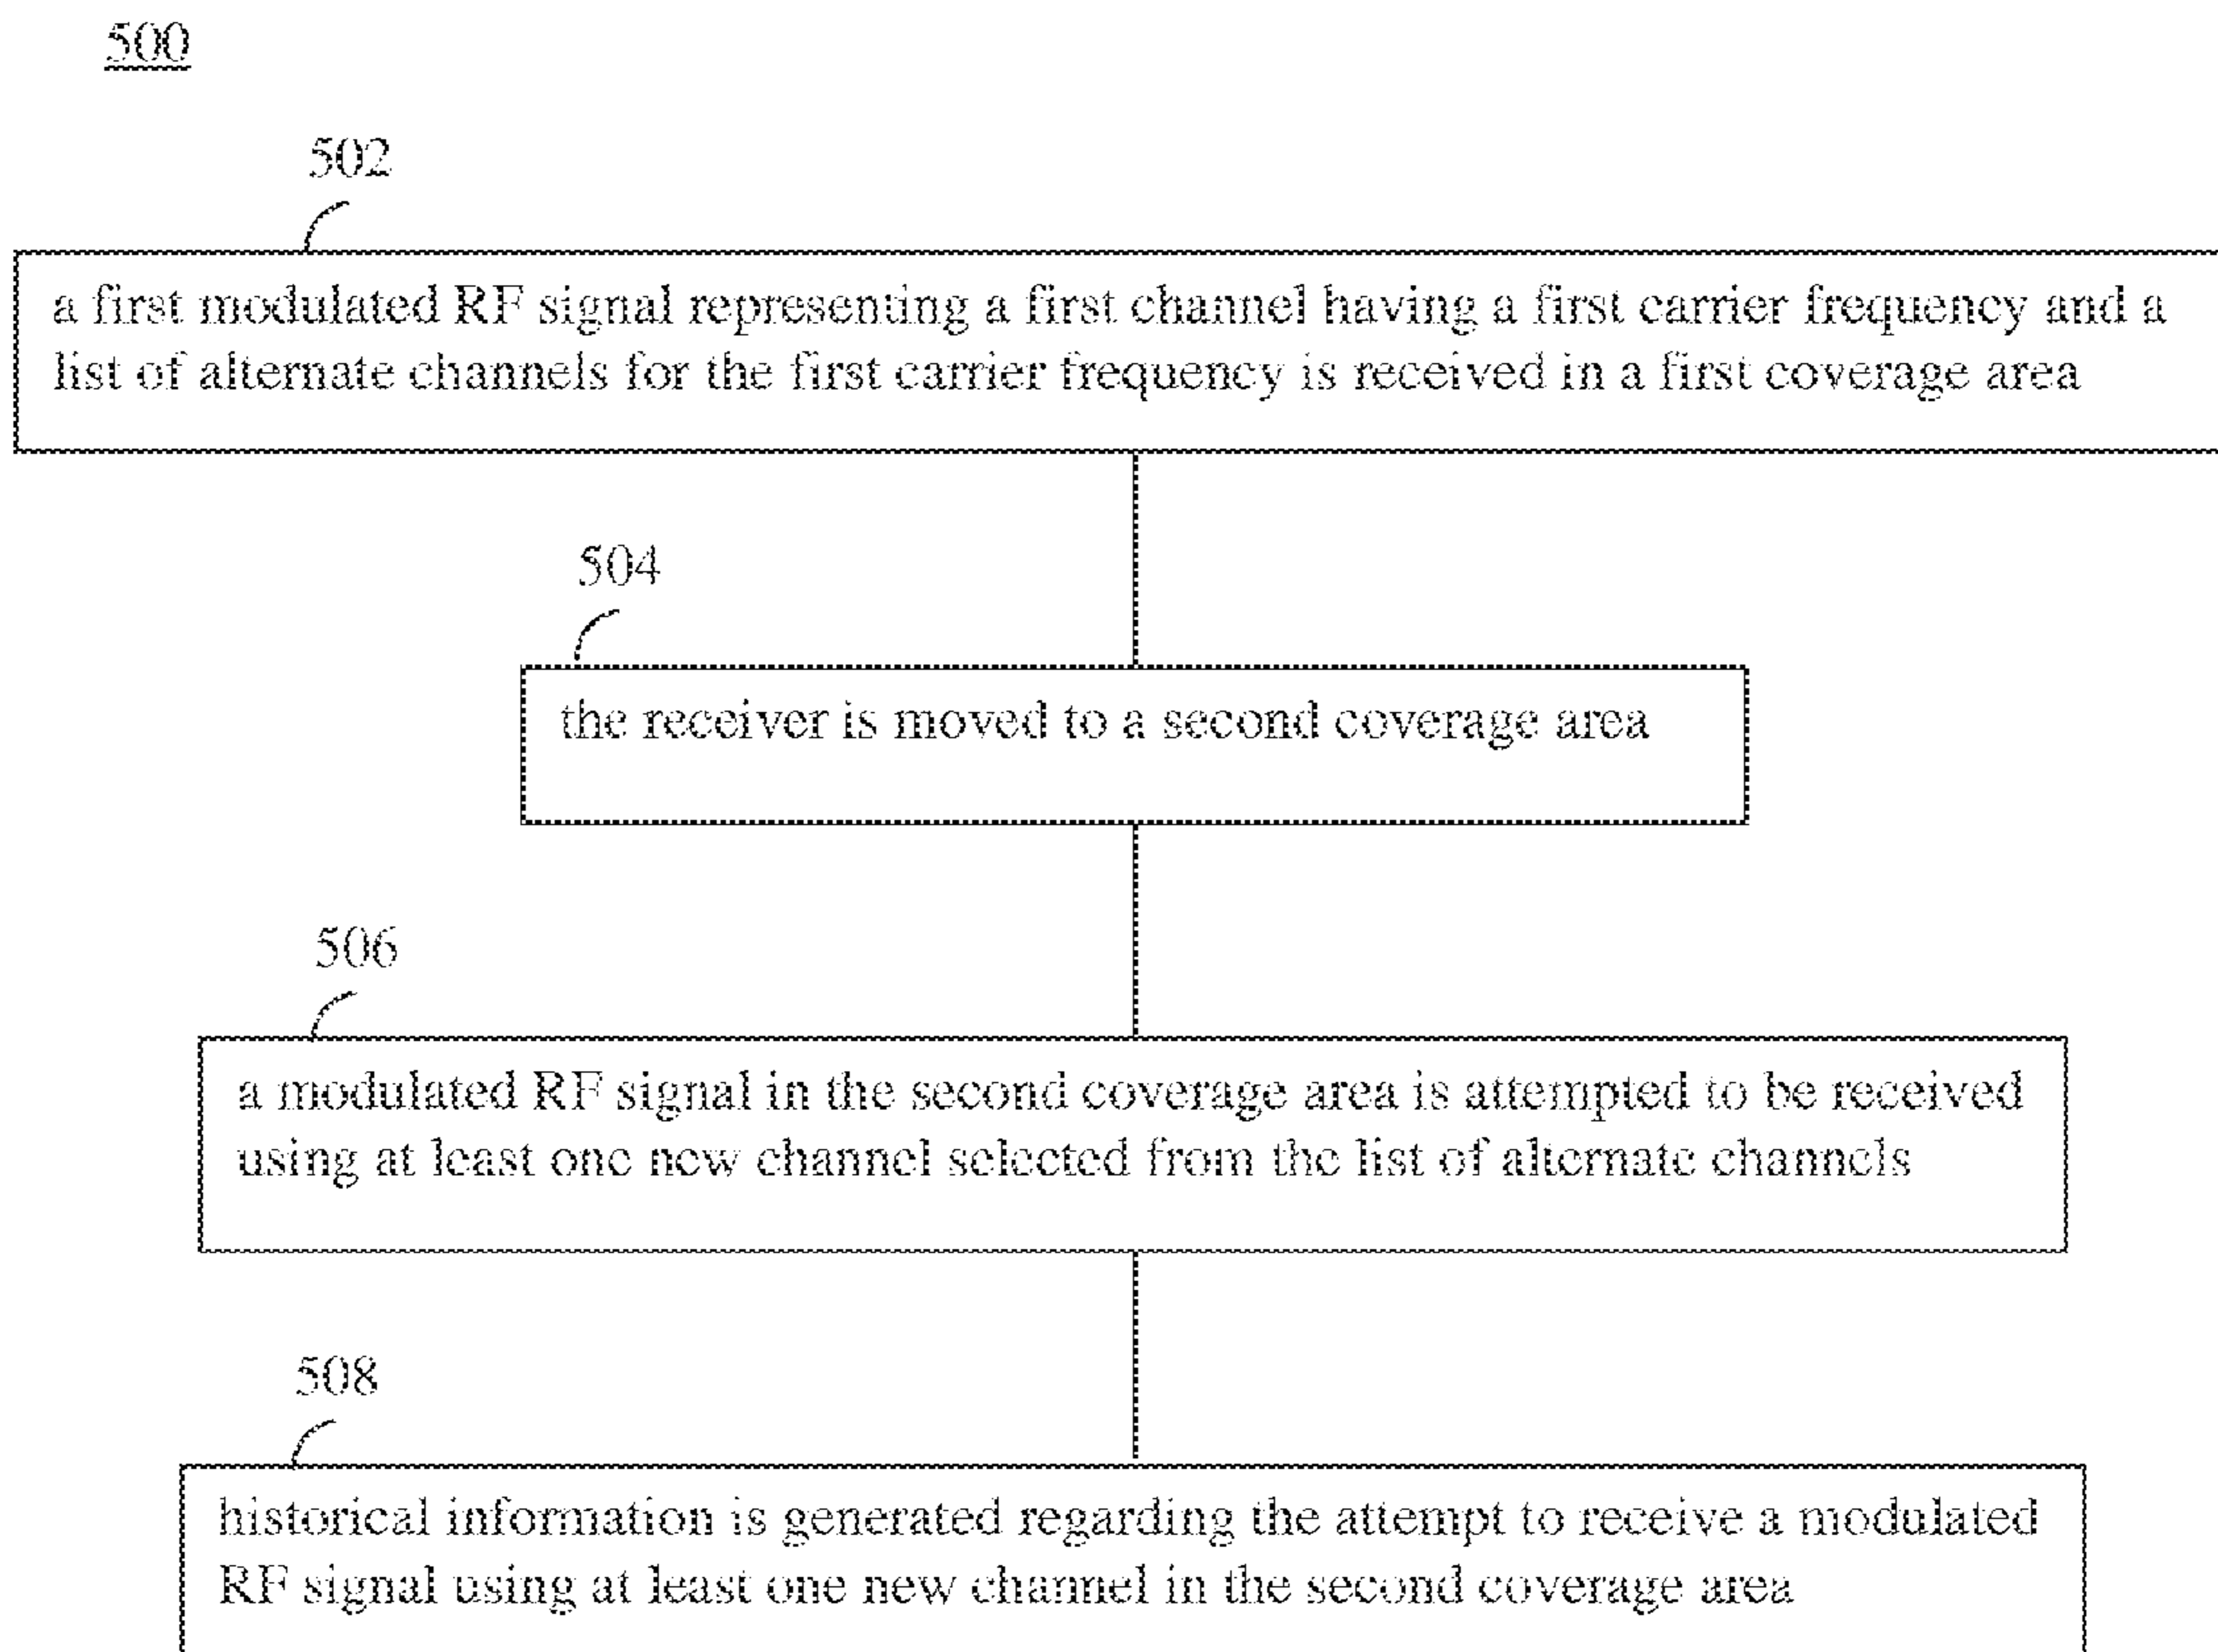 500
502
a first modulated RF signal representing a first channel having a first carrier frequency and a
list of alternate channels for the first carrier frequency is received in a first coverage area
504
the receiver is moved to a second coverage area
506
a modulated RF signal in the second coverage area is attempted to be received
using at least one new channel selected from the list of alternate channels
508
historical information is generated regarding the attempt to receive a modulated
RF signal using at least one new channel in the second coverage area